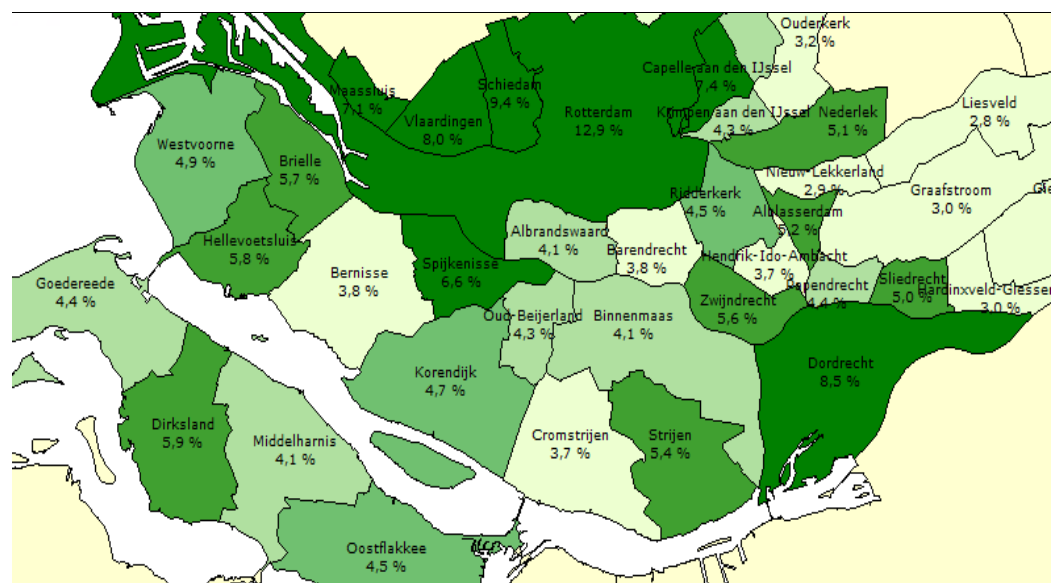 Ouderkerk
3,2 %
Capelle aan den IJssel
7,4 %
Maassluis
7,1 %
Schiedam
9,4 %
Vlaardingen
8,0 %
Rotterdam
12,9 %
Krimpen aan den IJssel
4,3 %
Nederlek
5,1 %
Liesveld
2,8 %
Westvoorne
4,9 %
Brielle
5,7 %
Nieuw-Lekkerland
2,9 %
Graafstroom
3,0 %
Gie
Ridderkerk
4,5 %
Alblasserdam
5,2 %
Hellevoetsluis
5,8 %
Albrandswaard
4,1 %
Barendrecht
3,8 %
Hendrik-Ido-Ambacht
3,7 %
Bernisse
3,8 %
Spijkenisse
6,6 %
Goedereede
4,4 %
Papendrecht
4,4 %
Sliedrecht
5,0 %
Hardinxveld-Giessen
3,0 %
Zwijndrecht
5,6 %
Oud-Beijerland
4,3 %
Binnenmaas
4,1 %
Korendijk
4,7 %
Dordrecht
8,5 %
Dirksland
5,9 %
Middelharnis
4,1 %
Cromstrijen
3,7 %
Strijen
5,4 %
Oostflakkee
4,5 %